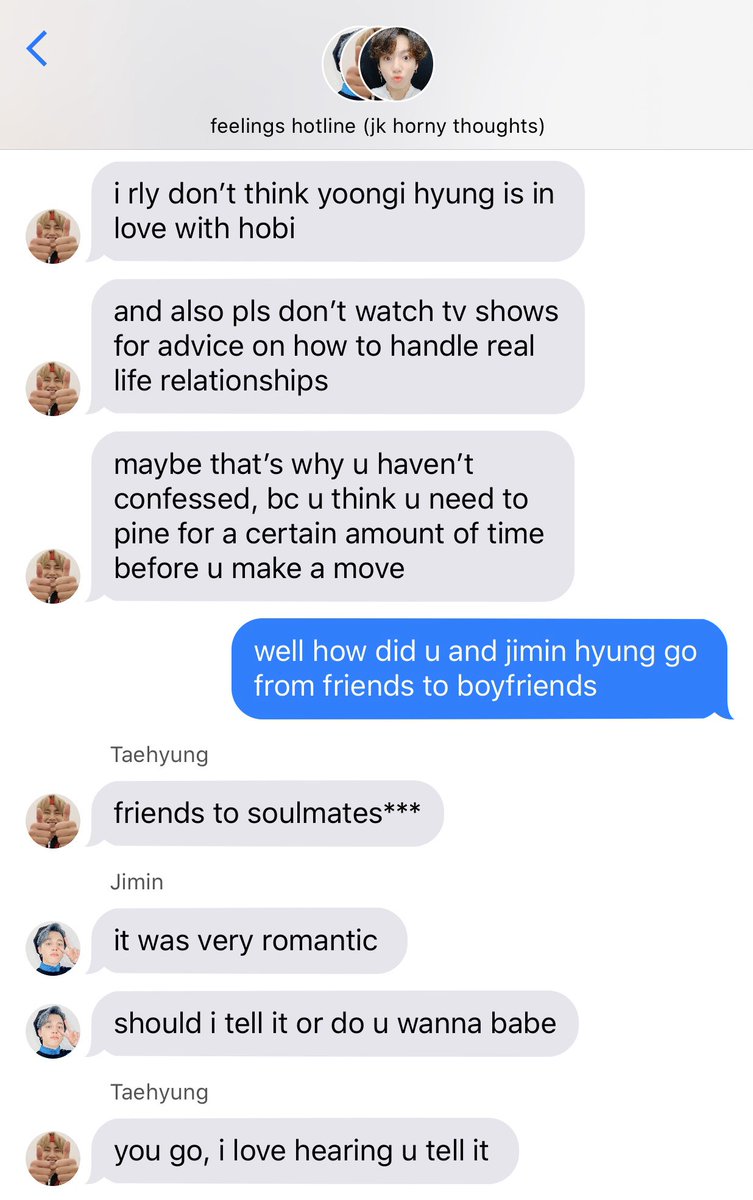 feelings hotline (jk horny thoughts)
i rly don’t think yoongi hyung is in
love with hobi
and also pls don’t watch tv shows
for advice on how to handle real
life relationships
maybe that’s why u haven’t
confessed, bc u think u need to
pine for a certain amount of time
before u make a move
well how did u and jimin hyung go
from friends to boyfriends
Taehyung
friends to soulmates***
Jimin
it was very romantic
should i tell it or do u wanna babe
Taehyung
you go, i love hearing u tell it